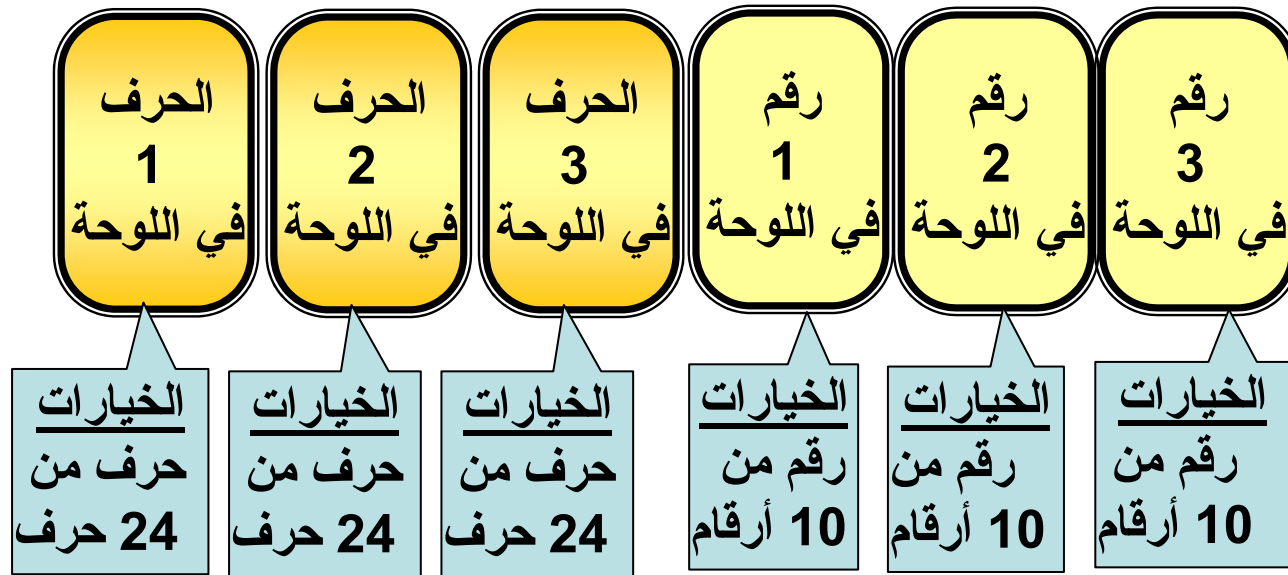 الحرف
1
في اللوحة
الحرف
2
في اللوحة
الحرف
3
في اللوحة
رقم
1
في اللوحة
رقم
2
في اللوحة
رقم
3
في اللوحة
الخيارات
حرف من
24 حرف
الخيارات
حرف من
24 حرف
الخيارات
حرف من
24 حرف
الخيارات
رقم من
10 أرقام
الخيارات
رقم من
10 أرقام
الخيارات
رقم من
10 أرقام